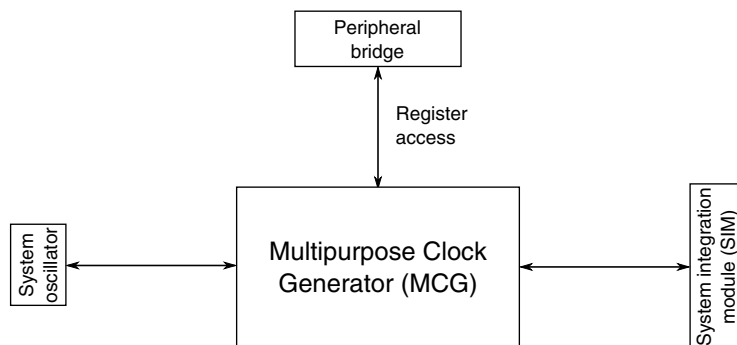 Peripheral
bridge
Register
access
System
oscillator
Multipurpose Clock
Generator (MCG)
System integration
module (SIM)